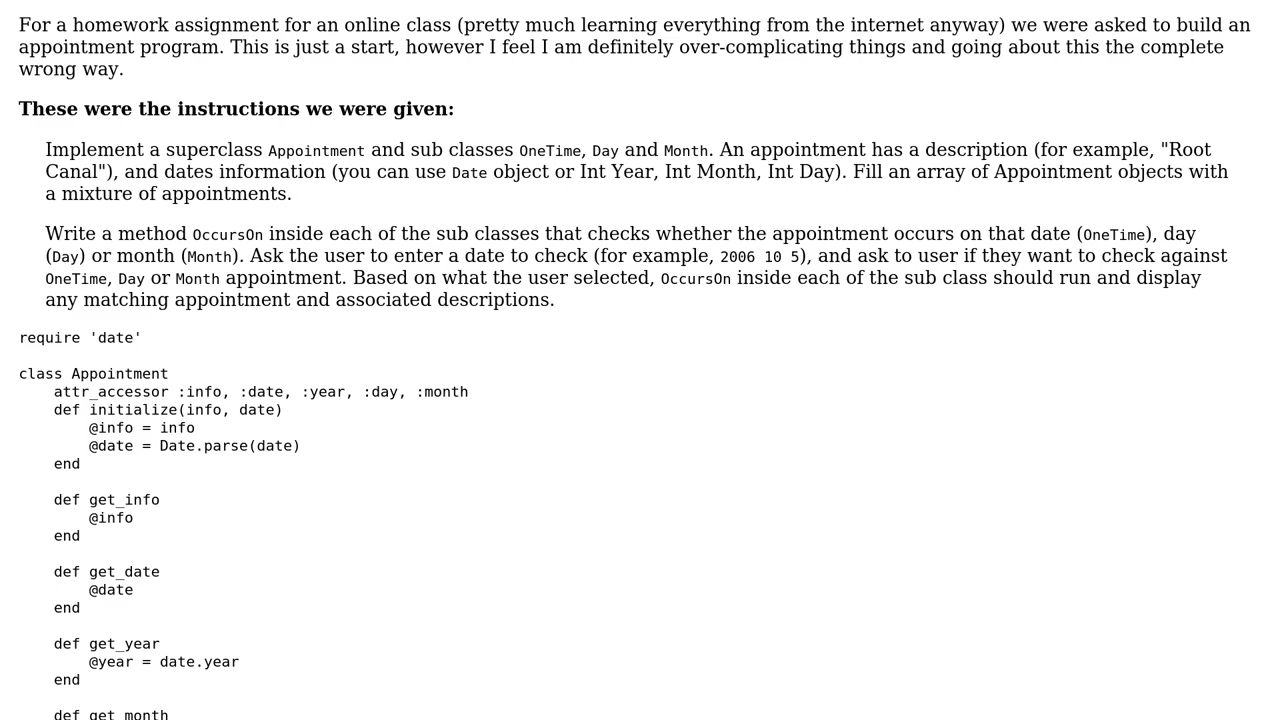 For a homework assignment for an online class (pretty much learning everything from the internet anyway) we were asked to build an
appointment program. This is just a start, however I feel I am definitely over-complicating things and going about this the complete
wrong way.
These were the instructions we were given:
Implement a superclass Appointment and sub classes OneTime, Day and Month. An appointment has a description (for example, "Root
Canal"), and dates information (you can use Date object or Int Year, Int Month, Int Day). Fill an array of Appointment objects with
a mixture of appointments.
Write a method OccursOn inside each of the sub classes that checks whether the appointment occurs on that date (OneTime), day
(Day) or month (Month). Ask the user to enter a date to check (for example, 2006 10 5), and ask to user if they want to check against
OneTime, Day or Month appointment. Based on what the user selected, OccursOn inside each of the sub class should run and display
any matching appointment and associated descriptions.
require 'date'
class Appointment
    attr_accessor :info, :date, :year, :day, :month
    def initialize(info, date)
        @info = info
        @date = Date.parse(date)
    end
    def get_info
        @info
    end
    def get_date
        @date
    end
    def get_year
        @year = date.year
    end
    def get_month